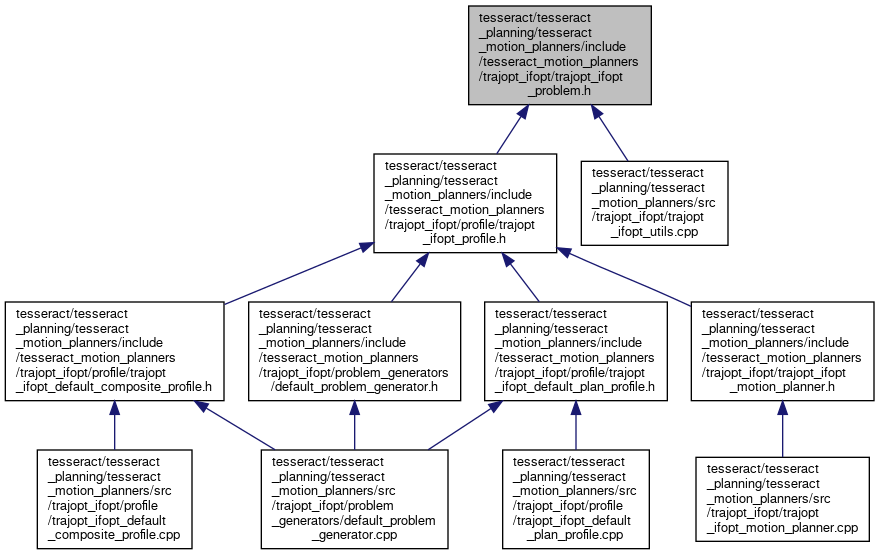 tesseract/tesseract
_planning/tesseract
_motion_planners/include
/tesseract_motion_planners
/trajopt_ifopt/trajopt_ifopt
_problem.h
tesseract/tesseract
_planning/tesseract
_motion_planners/include
/tesseract_motion_planners
/trajopt_ifopt/profile/trajopt
_ifopt_profile.h
tesseract/tesseract
_planning/tesseract
_motion_planners/src
/trajopt_ifopt/trajopt
_ifopt_utils.cpp
tesseract/tesseract
_planning/tesseract
_motion_planners/include
/tesseract_motion_planners
/trajopt_ifopt/profile/trajopt
_ifopt_default_composite_profile.h
tesseract/tesseract
_planning/tesseract
_motion_planners/include
/tesseract_motion_planners
/trajopt_ifopt/problem_generators
/default_problem_generator.h
tesseract/tesseract
_planning/tesseract
_motion_planners/include
/tesseract_motion_planners
/trajopt_ifopt/profile/trajopt
_ifopt_default_plan_profile.h
tesseract/tesseract
_planning/tesseract
_motion_planners/include
/tesseract_motion_planners
/trajopt_ifopt/trajopt_ifopt
_motion_planner.h
tesseract/tesseract
_planning/tesseract
_motion_planners/src
/trajopt_ifopt/profile
/trajopt_ifopt_default
_composite_profile.cpp
tesseract/tesseract
_planning/tesseract
_motion_planners/src
/trajopt_ifopt/problem
_generators/default_problem
_generator.cpp
tesseract/tesseract
_planning/tesseract
_motion_planners/src
/trajopt_ifopt/profile
/trajopt_ifopt_default
_plan_profile.cpp
tesseract/tesseract
_planning/tesseract
_motion_planners/src
/trajopt_ifopt/trajopt
_ifopt_motion_planner.cpp